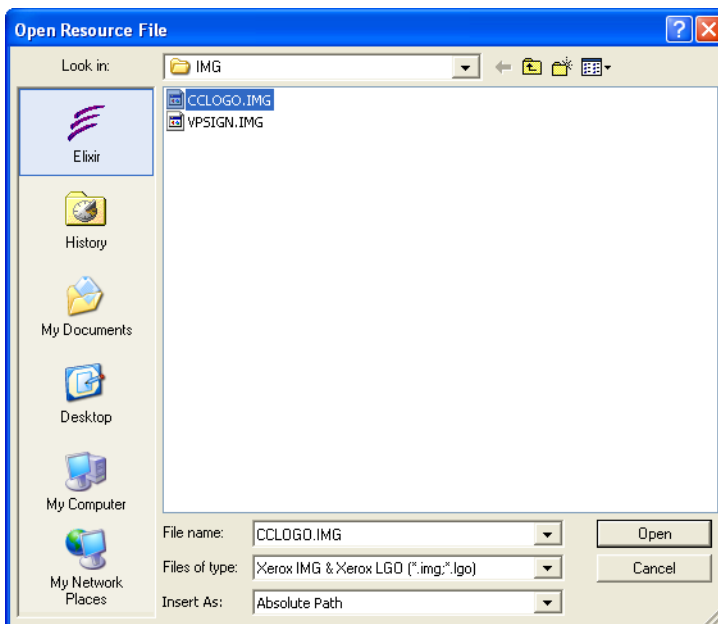 Open Resource File
Look in:
IMG
Elixir
History
My Documents
Desktop
My Computer
My Network
Places
CCLOGO.IMG
VPSIGN.IMG
File name:
CCLOGO.IMG
Open
Files of type:
Xerox IMG & Xerox LGO (*.img;*.lgo)
Cancel
Insert As:
Absolute Path